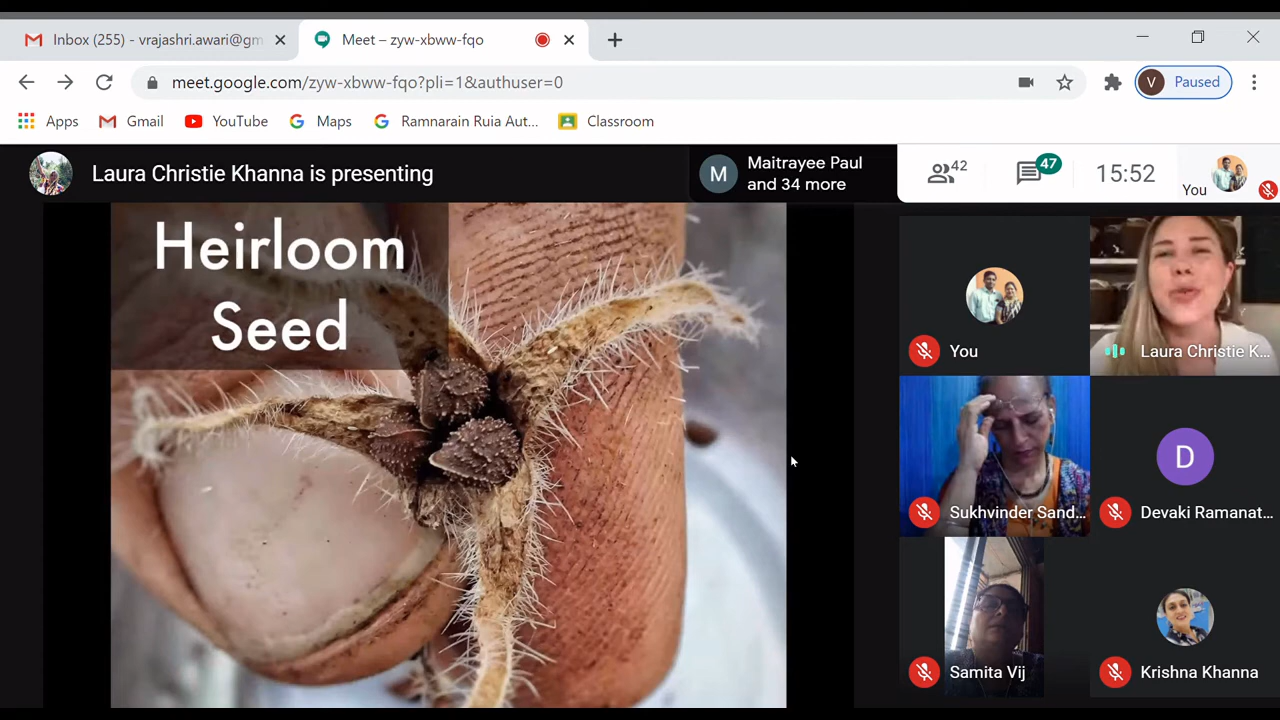 Inbox (255) - vrajashri.awari@gm
Meet – zyw-xbww-fqo
meet.google.com/zyw-xbww-fqo?pli=1&authuser=0
V
Paused
Apps
Gmail
YouTube
Maps
Ramnarain Ruia Aut...
Classroom
Laura Christie Khanna is presenting
M
Maitrayee Paul
and 34 more
42
47
15:52
You
Heirloom
Seed
You
Laura Christie K...
Sukhvinder Sand...
D
Devaki Ramanat...
Samita Vij
Krishna Khanna